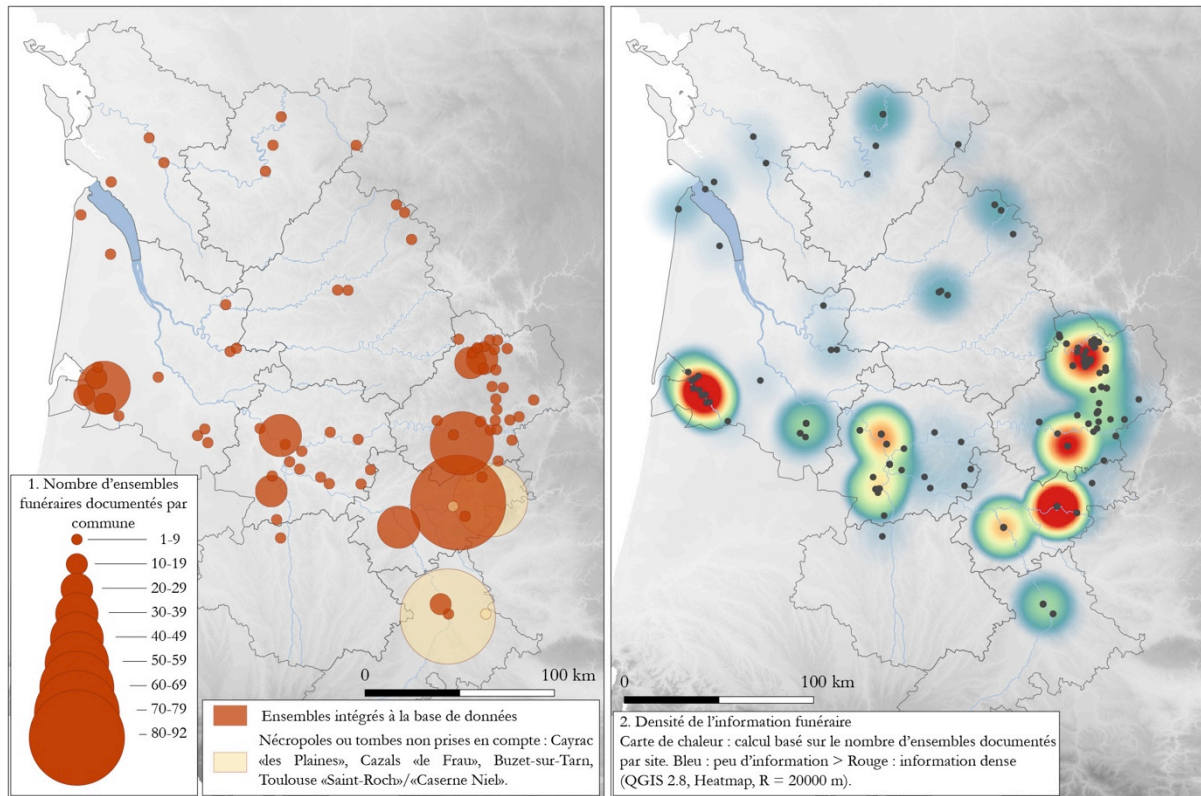 0
100 km
1. Nombre d'ensembles
funéraires documentés par
commune
1-9
10-19
20-29
30-39
40-49
50-59
60-69
70-79
80-92
Ensembles intégrés à la base de données
Nécropoles ou tombes non prises en compte : Cayrac
«des Plaines», Cazals «de Frau», Buzet-sur-Tarn,
Toulouse «Saint-Roch»/«Caserne Niel».
0
100 km
2. Densité de l'information funéraire
Carte de chaleur : calcul basé sur le nombre d'ensembles documentés
par site. Bleu : peu d'information > Rouge : information dense
(QGIS 2.8, Heatmap, R = 20000 m).